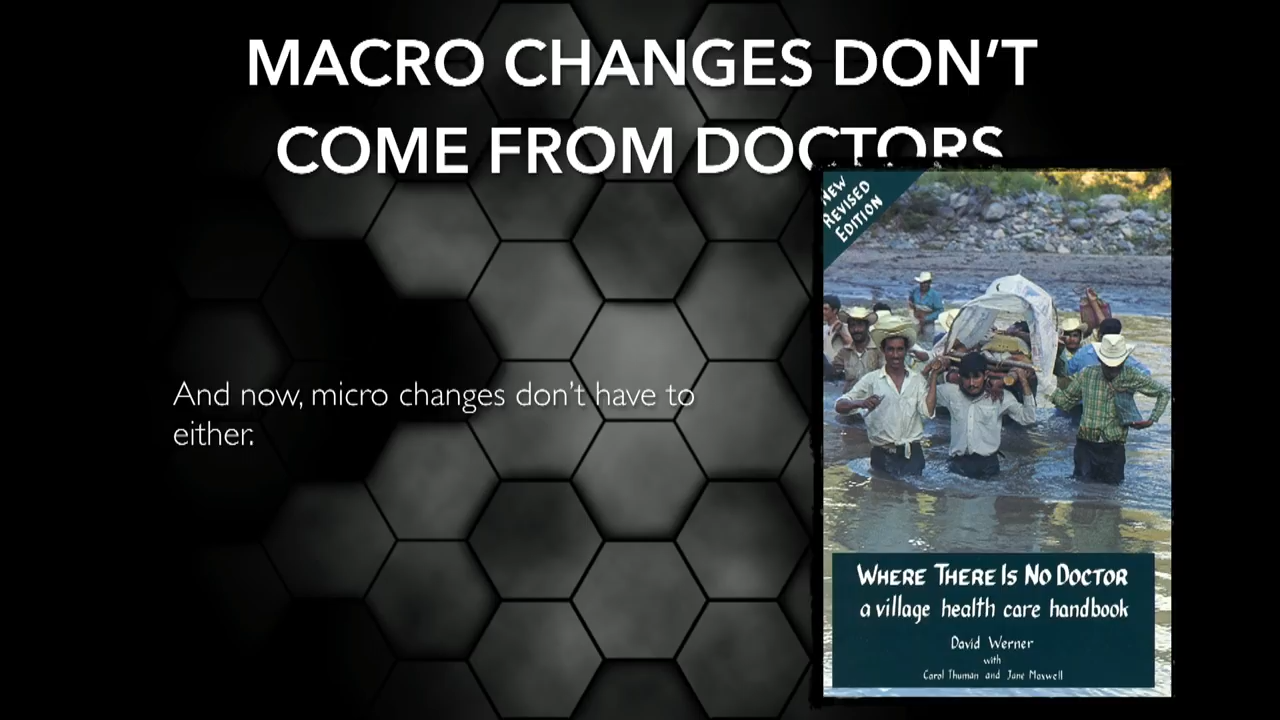 MACRO CHANGES DON'T
COME FROM DOCTORS
And now, micro changes don't have to
either.
NEW
REVISED
EDITION
WHERE THERE IS NO DOCTOR
a village health care handbook
David Werner
with
Carol Thuman and Jane Maxwell